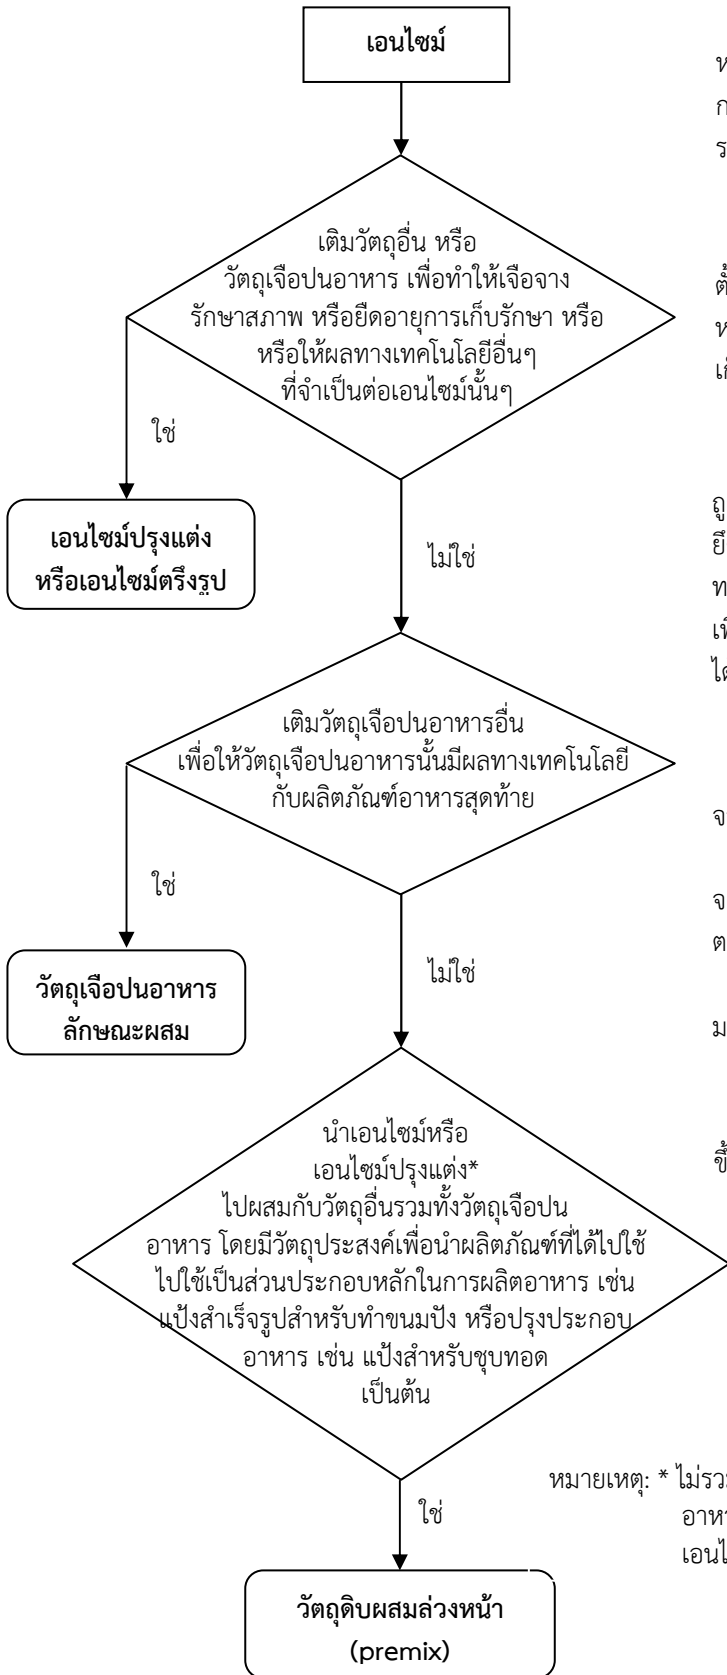 เอนไซม์
เติมวัตถุอื่น หรือ
วัตถุเจือปนอาหาร เพื่อทำให้เจือจาง
รักษาสภาพ หรือยืดอายุการเก็บรักษา หรือ
หรือให้ผลทางเทคโนโลยีอื่นๆ
ที่จำเป็นต่อเอนไซม์นั้นๆ
ใช่
เอนไซม์ปรุงแต่ง
หรือเอนไซม์ตรึงรูป
ไม่ใช่
เติมวัตถุเจือปนอาหารอื่น
เพื่อให้วัตถุเจือปนอาหารนั้นมีผลทางเทคโนโลยี
กับผลิตภัณฑ์อาหารสุดท้าย
ใช่
วัตถุเจือปนอาหาร
ลักษณะผสม
ไม่ใช่
นำเอนไซม์หรือ
เอนไซม์ปรุงแต่ง*
ไปผสมกับวัตถุอื่นรวมทั้งวัตถุเจือปน
อาหาร โดยมีวัตถุประสงค์เพื่อนำผลิตภัณฑ์ที่ได้ไปใช้
ไปใช้เป็นส่วนประกอบหลักในการผลิตอาหาร เช่น
แป้งสำเร็จรูปสำหรับทำขนมปัง หรือปรุงประกอบ
อาหาร เช่น แป้งสำหรับชุบทอด
เป็นต้น
หมายเหตุ: *
ใช่
วัตถุดิบผสมล่วงหน้า
(premix)